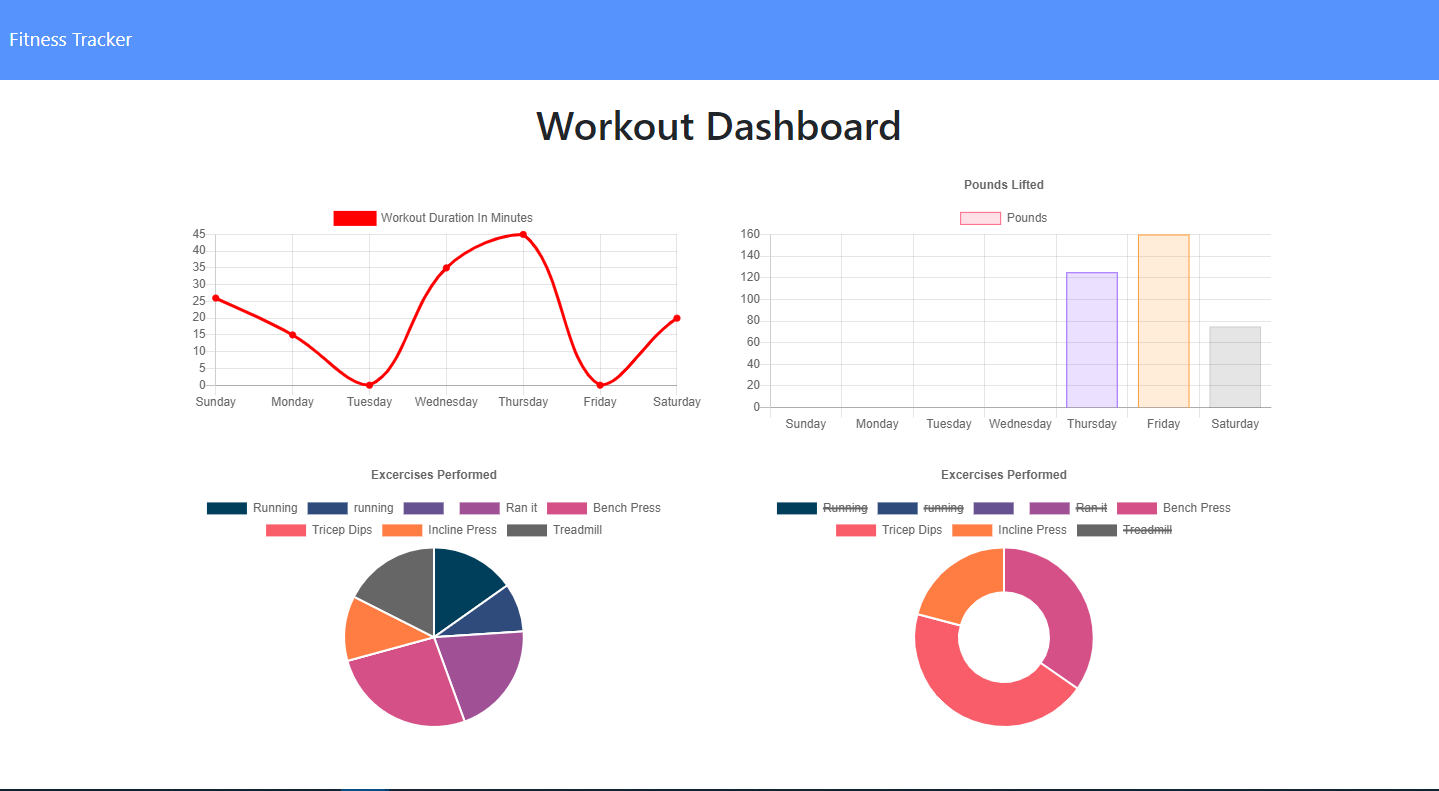 Fitness Tracker
Workout Dashboard
Workout Duration In Minutes
45
40
35
30
25
20
15
10
5
0
Sunday Monday Tuesday Wednesday Thursday Friday Saturday
Pounds Lifted
Pounds
160
140
120
100
80
60
40
20
0
Sunday Monday Tuesday Wednesday Thursday Friday Saturday
Excercises Performed
Running running Ran it Bench Press
Tricep Dips Incline Press Treadmill
Excercises Performed
Running running Ran it Bench Press
Tricep Dips Incline Press Treadmill